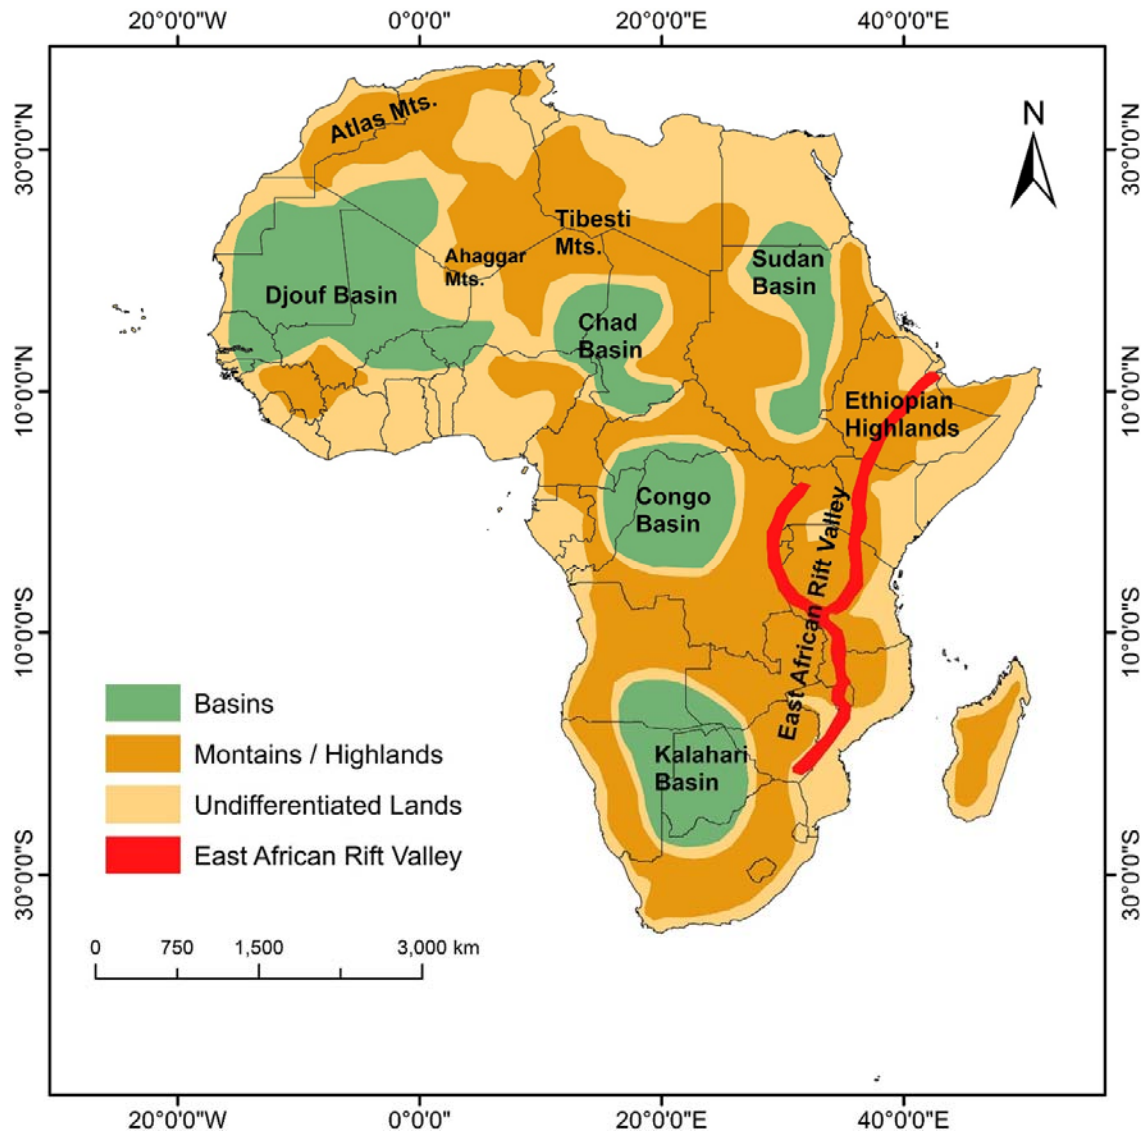 20°0'0"W 0°0'0" 20°0'0"E 40°0'0"E
30°0'0"N
30°0'0"N
N
Atlas Mts.
Tibesti
Mts.
Ahaggar
Mts.
Sudan
Basin
Djouf Basin
Chad
Basin
10°0'0"N
10°0'0"N
Ethiopian
Highlands
Congo
Basin
East African Rift Valley
10°0'0"S
10°0'0"S
Kalahari
Basin
Basins
Montains / Highlands
Undifferentiated Lands
East African Rift Valley
30°0'0"S
30°0'0"S
0 750 1,500 3,000 km
20°0'0"W 0°0'0" 20°0'0"E 40°0'0"E